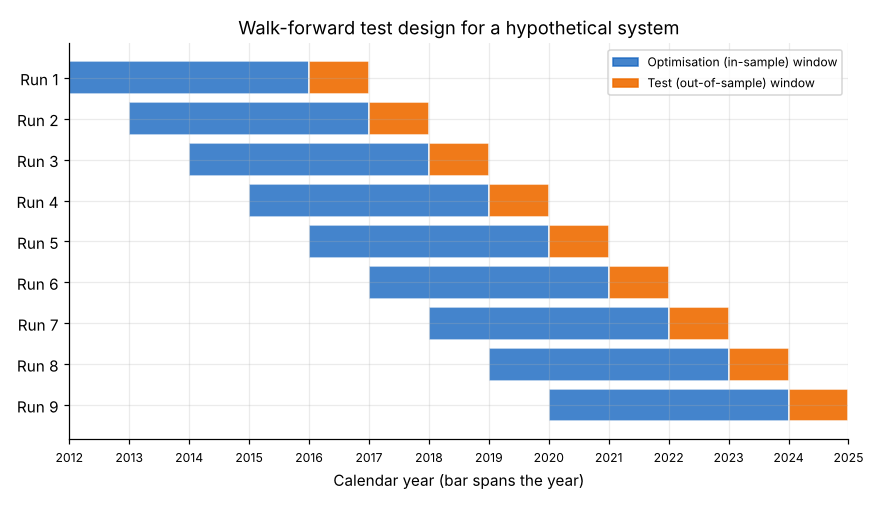 Walk-forward test design for a hypothetical system
Optimisation (in-sample) window
Test (out-of-sample) window
Run 1
Run 2
Run 3
Run 4
Run 5
Run 6
Run 7
Run 8
Run 9
2012 2013 2014 2015 2016 2017 2018 2019 2020 2021 2022 2023 2024 2025
Calendar year (bar spans the year)